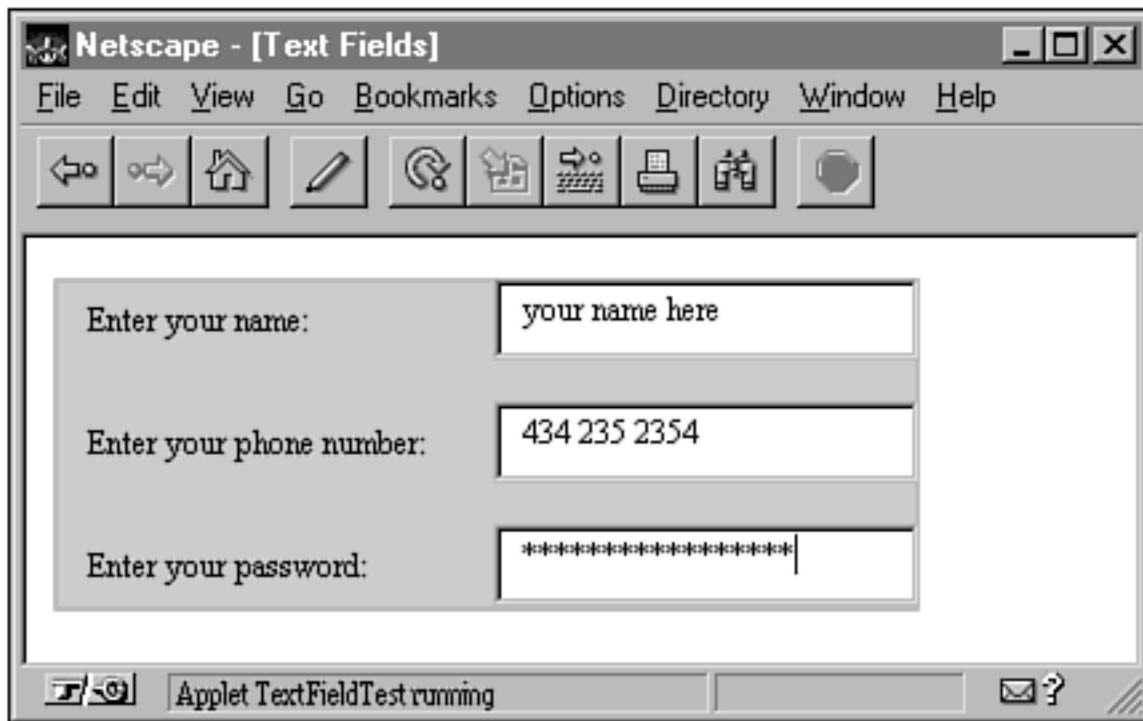 Netscape - [Text Fields]
File Edit View Go Bookmarks Options Directory Window Help
Enter your name: your name here
Enter your phone number: 434 235 2354
Enter your password: *****************
Applet TextFieldTest running